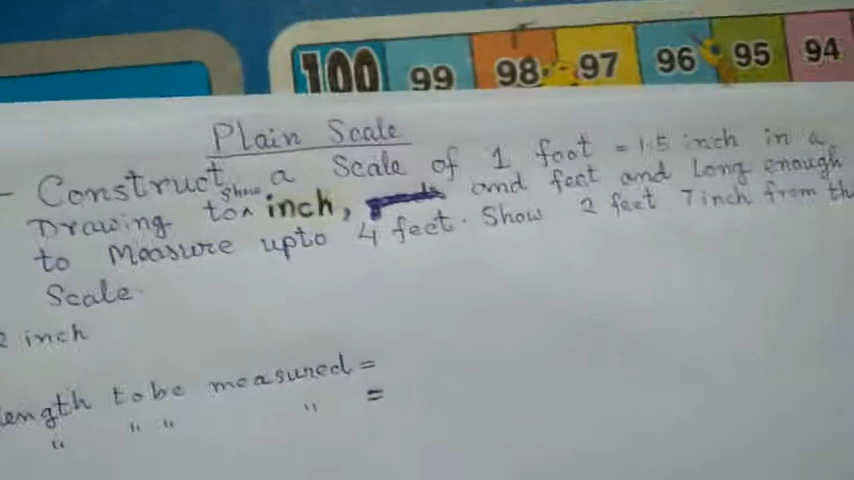 100 99 98 97 96 95 94
Plain Scale
- Construct a Scale of 1 foot = 1.5 inch in a
Drawing to show inch, and feet and Long enough
to Measure upto 4 feet. Show 2 feet 7 inch from the
Scale.
2 inch
Length to be measured =
" " " " =